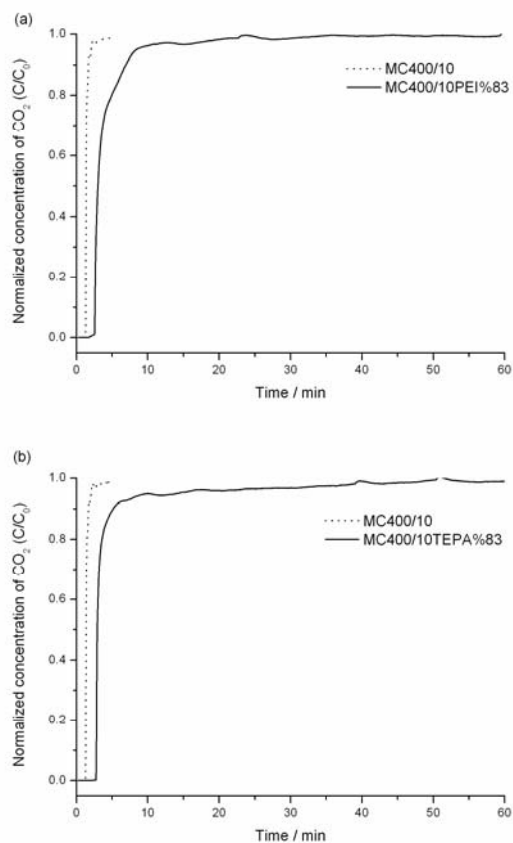 (a)
1.0
0.8
0.6
0.4
0.2
0.0
Normalized concentration of CO₂ (C/C₀)
MC400/10
MC400/10PEI%83
0 10 20 30 40 50 60
Time / min
(b)
1.0
0.8
0.6
0.4
0.2
0.0
Normalized concentration of CO₂ (C/C₀)
MC400/10
MC400/10TEPA%83
0 10 20 30 40 50 60
Time / min